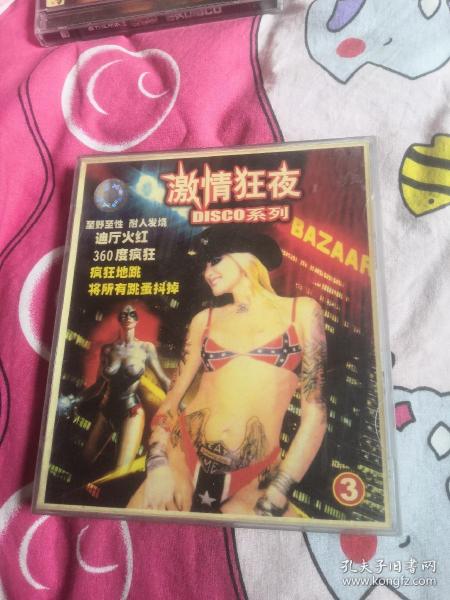 激情狂夜
DISCO系列
至野至性 耐人发烧
迪厅火红
360度疯狂
疯狂地跳
将所有跳蚤抖掉
BAZAAR
3
孔夫子旧书网
www.kongfz.com